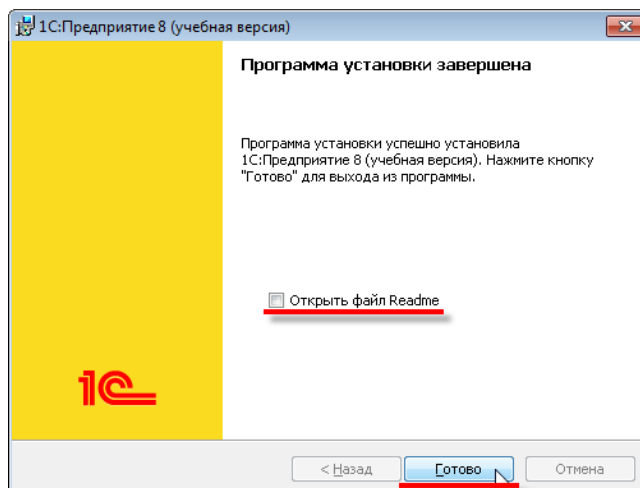 1С:Предприятие 8 (учебная версия)
Программа установки завершена
Программа установки успешно установила
1С:Предприятие 8 (учебная версия). Нажмите кнопку
"Готово" для выхода из программы.
Открыть файл Readme
1С
< Назад Готово Отмена